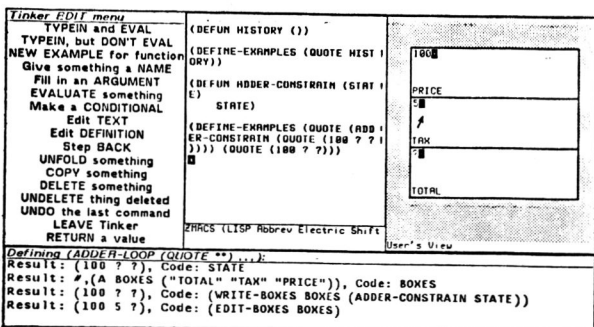 Tinker EDIT menu
TYPEIN and EVAL
TYPEIN, but DON'T EVAL
NEW EXAMPLE for function
Give something a NAME
Fill in an ARGUMENT
EVALUATE something
Make a CONDITIONAL
Edit TEXT
Edit DEFINITION
Step BACK
UNFOLD something
COPY something
DELETE something
UNDELETE thing deleted
UNDO the last command
LEAVE Tinker
RETURN a value
(DEFUN HISTORY ())
(DEFINE-EXAMPLES (QUOTE HIST !
ORY))
(DEFUN ADDER-CONSTRAIN (STAT !
E)
STATE)
(DEFINE-EXAMPLES (QUOTE (ADD !
ER-CONSTRAIN (QUOTE (100 ? ? !
)))) (QUOTE (100 ? ?)))
ZMACS (LISP Abbrev Electric Shift
100
PRICE
5
TAX
?
TOTAL
User's View
Defining (ADDER-LOOP (QUOTE **) ...):
Result: (100 ? ?), Code: STATE
Result: #,(A BOXES ("TOTAL" "TAX" "PRICE")), Code: BOXES
Result: (100 ? ?), Code: (WRITE-BOXES BOXES (ADDER-CONSTRAIN STATE))
Result: (100 5 ?), Code: (EDIT-BOXES BOXES)